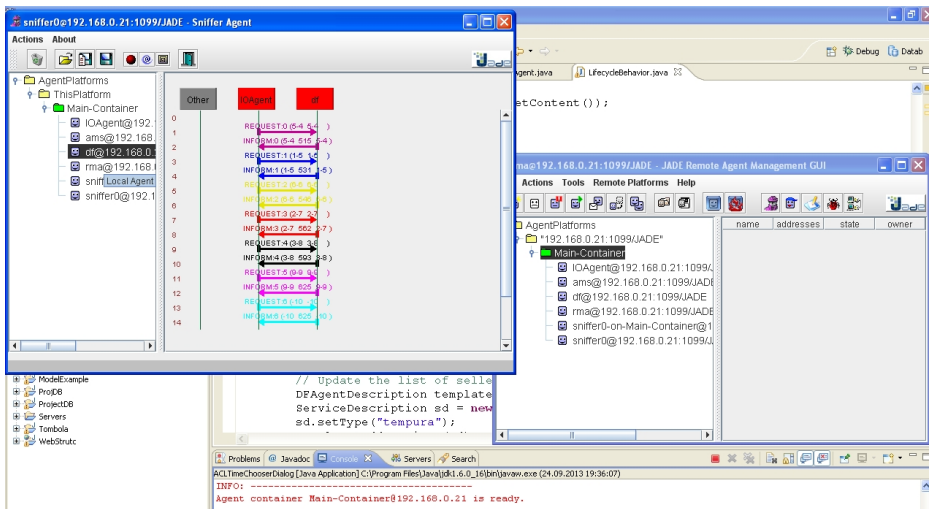 sniffer0@192.168.0.21:1099/JADE - Sniffer Agent
Actions About
AgentPlatforms
ThisPlatform
Main-Container
IOAgent@192.
ams@192.168.
df@192.168.0.
rma@192.168.
sniff
Local Agent
sniffer0@192.1
Other IOAgent df
0
1
2
3
4
5
6
7
8
9
10
11
12
13
14
REQUEST:0 (5-4 5-4 )
INFORM:0 (5-4 515 5-4 )
REQUEST:1 (1-5 1-5 )
INFORM:1 (1-5 531 1-5 )
REQUEST:3 (2-7 2-7 )
INFORM:3 (2-7 562 2-7 )
REQUEST:4 (3-8 3-8 )
INFORM:4 (3-8 593 3-8 )
REQUEST:5 (9-9 9-9 )
INFORM:5 (9-9 625 9-9 )
REQUEST:6 (-10 -10 )
INFORM:6 (-10 625 -10 )
Debug Datab
gent.java LifecycleBehavior.java
etContent ());
rma@192.168.0.21:1099/JADE - JADE Remote Agent Management GUI
Actions Tools Remote Platforms Help
AgentPlatforms
"192.168.0.21:1099/JADE"
Main-Container
IOAgent@192.168.0.21:1099/J
ams@192.168.0.21:1099/JADE
df@192.168.0.21:1099/JADE
rma@192.168.0.21:1099/JADE
sniffer0-on-Main-Container@1
sniffer0@192.168.0.21:1099/J
name addresses state owner
ModelExample
ProjDB
ProjectDB
Servers
Tombola
WebStrutc
// Update the list of selle
DFAgentDescription template
ServiceDescription sd = new
sd.setType("tempura");
Problems Javadoc Console Servers Search
ACLTimeChooserDialog [Java Application] C:\Program Files\Java\jdk1.6.0_16\bin\javaw.exe (24.09.2013 19:36:07)
INFO: --------------------------------------
Agent container Main-Container@192.168.0.21 is ready.